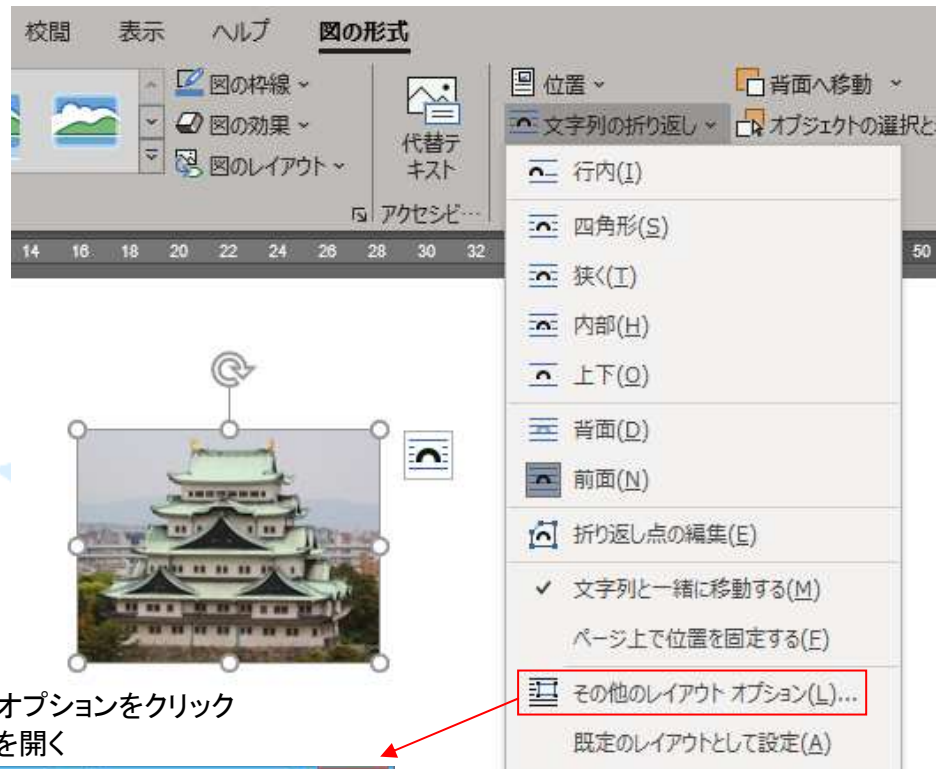 校閲 表示 ヘルプ 図の形式
図の枠線
図の効果
図のレイアウト
代替テ
キスト
アクセシビ…
位置
文字列の折り返し
背面へ移動
オブジェクトの選択と
14 16 18 20 22 24 26 28 30 32 50
行内(I)
四角形(S)
狭く(T)
内部(H)
上下(O)
背面(D)
前面(N)
折り返し点の編集(E)
文字列と一緒に移動する(M)
ページ上で位置を固定する(F)
その他のレイアウト オプション(L)...
既定のレイアウトとして設定(A)
オプションをクリック
を開く